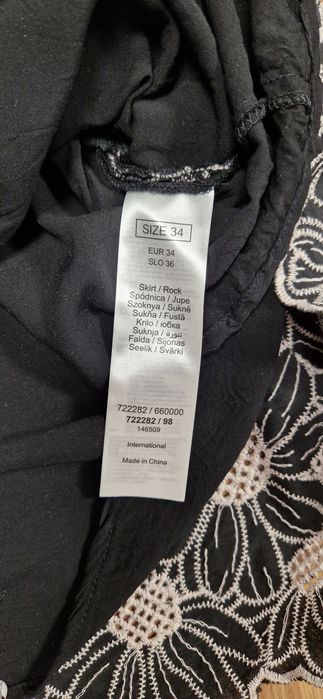 SIZE 34
EUR 34
SLO 36
Skirt / Rock
Spódnica / Jupe
Szoknya / Sukně
Sukňa / Fustă
Krilo / юбка
Suknja / تنورة
Falda / Sijonas
Seelik / Svārki
722282 / 660000
722282 / 98
146509
International
Made in China